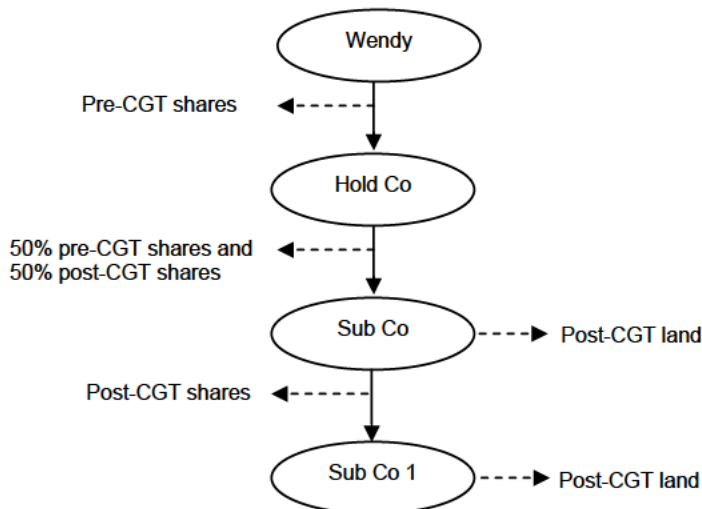 Wendy
Pre-CGT shares
Hold Co
50% pre-CGT shares and
50% post-CGT shares
Sub Co
Post-CGT land
Post-CGT shares
Sub Co 1
Post-CGT land